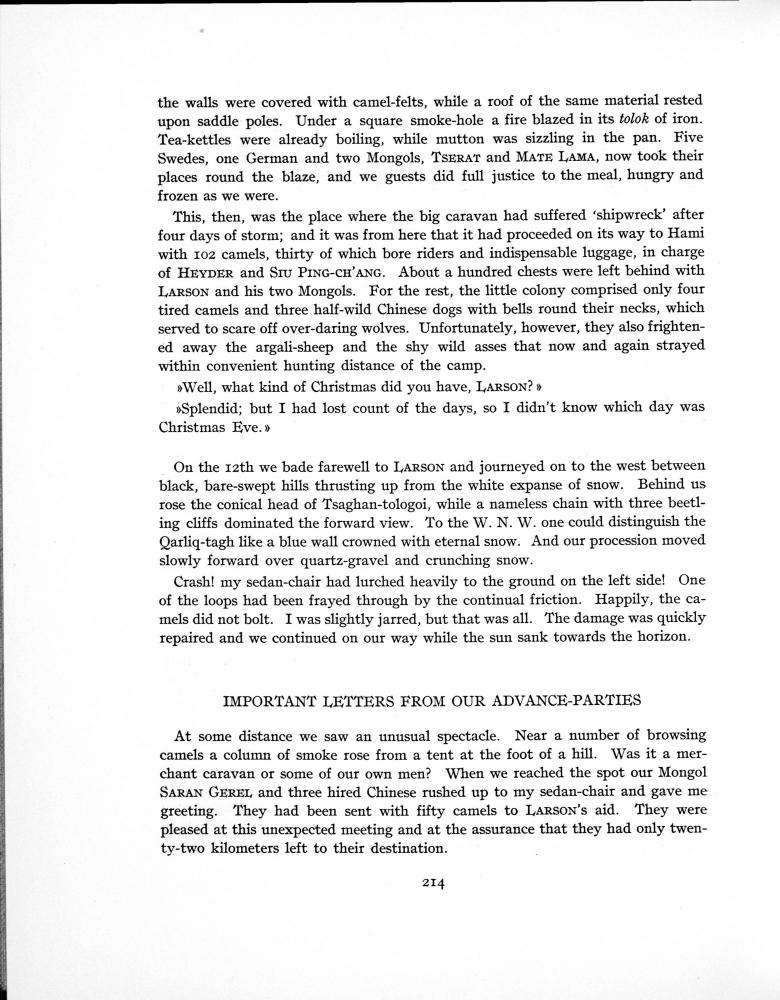 the walls were covered with camel-felts, while a roof of the same material rested
upon saddle poles. Under a square smoke-hole a fire blazed in its tolok of iron.
Tea-kettles were already boiling, while mutton was sizzling in the pan. Five
Swedes, one German and two Mongols, TSERAT and MATE LAMA, now took their
places round the blaze, and we guests did full justice to the meal, hungry and
frozen as we were.
This, then, was the place where the big caravan had suffered ‘shipwreck’ after
four days of storm; and it was from here that it had proceeded on its way to Hami
with 102 camels, thirty of which bore riders and indispensable luggage, in charge
of HEYDER and SIU PING-CH’ANG. About a hundred chests were left behind with
LARSON and his two Mongols. For the rest, the little colony comprised only four
tired camels and three half-wild Chinese dogs with bells round their necks, which
served to scare off over-daring wolves. Unfortunately, however, they also frighten-
ed away the argali-sheep and the shy wild asses that now and again strayed
within convenient hunting distance of the camp.
»Well, what kind of Christmas did you have, LARSON? »
»Splendid; but I had lost count of the days, so I didn’t know which day was
Christmas Eve. »
On the 12th we bade farewell to LARSON and journeyed on to the west between
black, bare-swept hills thrusting up from the white expanse of snow. Behind us
rose the conical head of Tsaghan-tologoi, while a nameless chain with three beetl-
ing cliffs dominated the forward view. To the W. N. W. one could distinguish the
Qarliq-tagh like a blue wall crowned with eternal snow. And our procession moved
slowly forward over quartz-gravel and crunching snow.
Crash! my sedan-chair had lurched heavily to the ground on the left side! One
of the loops had been frayed through by the continual friction. Happily, the ca-
mels did not bolt. I was slightly jarred, but that was all. The damage was quickly
repaired and we continued on our way while the sun sank towards the horizon.
IMPORTANT LETTERS FROM OUR ADVANCE-PARTIES
At some distance we saw an unusual spectacle. Near a number of browsing
camels a column of smoke rose from a tent at the foot of a hill. Was it a mer-
chant caravan or some of our own men? When we reached the spot our Mongol
SARAN GEREL and three hired Chinese rushed up to my sedan-chair and gave me
greeting. They had been sent with fifty camels to LARSON’s aid. They were
pleased at this unexpected meeting and at the assurance that they had only twen-
ty-two kilometers left to their destination.
214